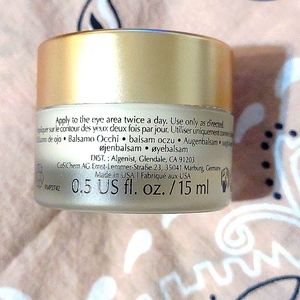 Apply to the eye area twice a day. Use only as directed.
sur le contour des yeux deux fois par jour. Utiliser uniquement
de ojo • Balsamo Occhi • balsam oczu • Augenbalsam •
øjenbalsam • øyebalsam
DIST.: Algenist, Glendale, CA 91203
CoSiChem AG Ernst-Lemmer-Straße 23, 35041 Marburg, Germany
Made in USA | Fabriqué aux USA
0.5 US fl. oz. / 15 ml